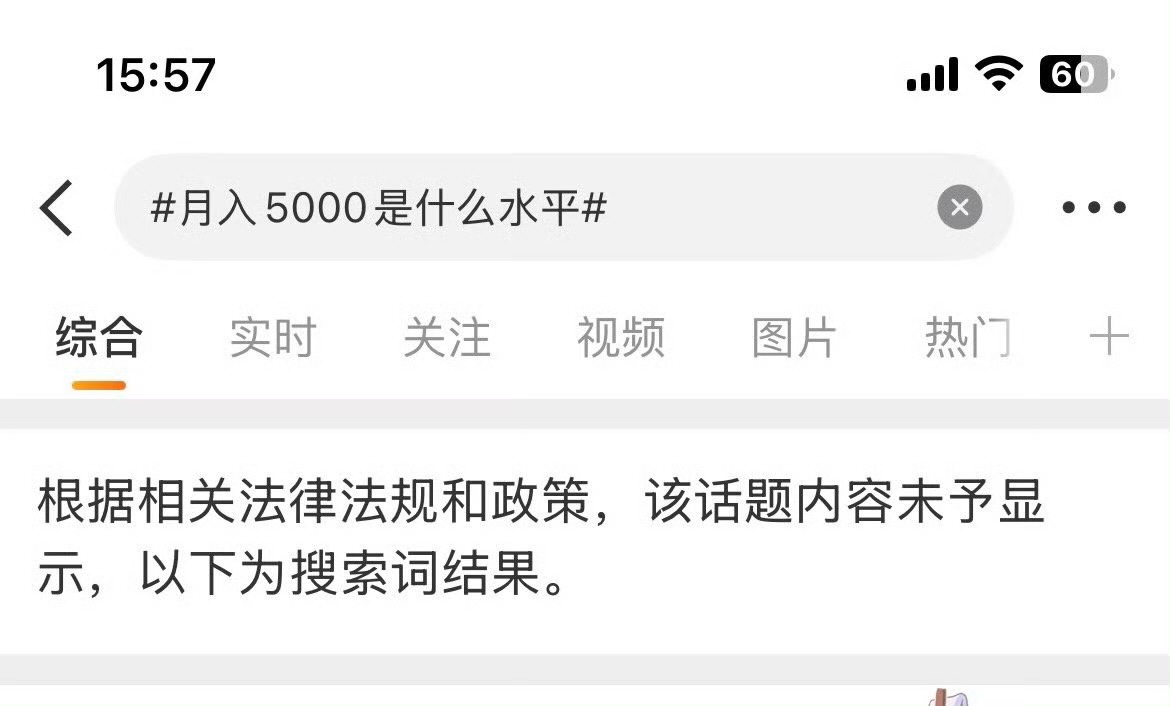 15:57
60
#月入5000是什么水平#
综合 实时 关注 视频 图片 热门
根据相关法律法规和政策，该话题内容未予显
示，以下为搜索词结果。